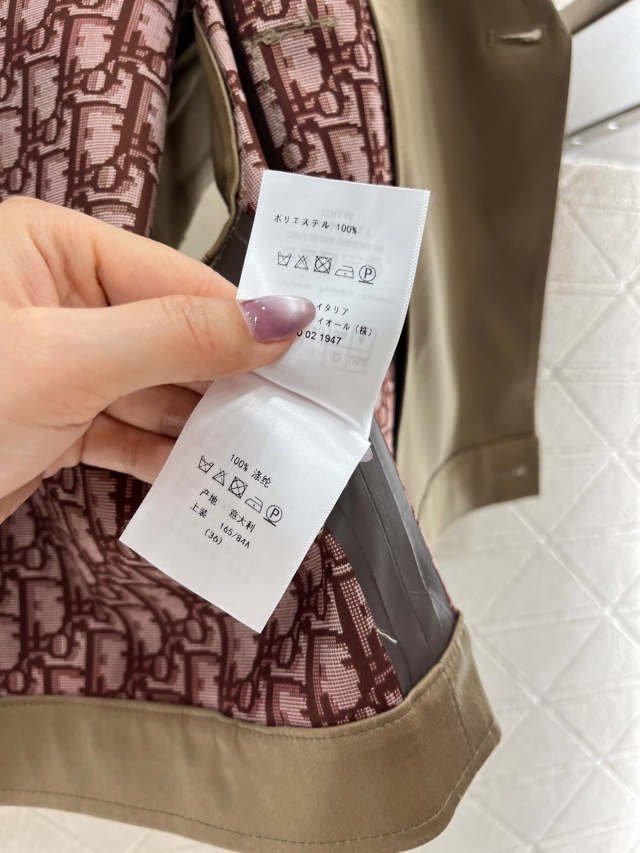 ポリエステル 100%
イタリア
イオール (株)
02 1947
100% 涤纶
产地 意大利
上装 165/84A
(36)